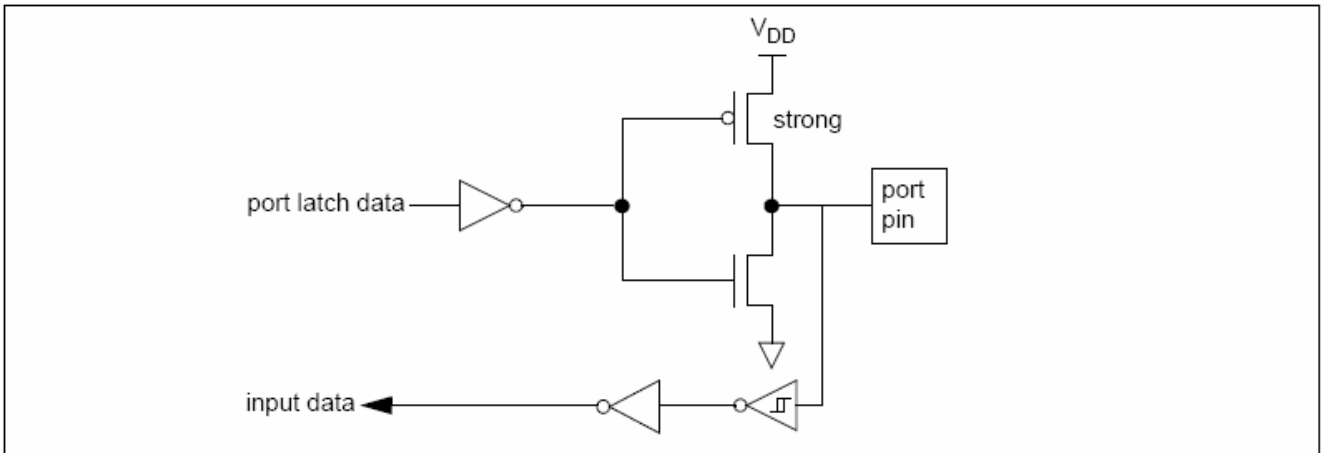 VDD
strong
port latch data
port
pin
input data